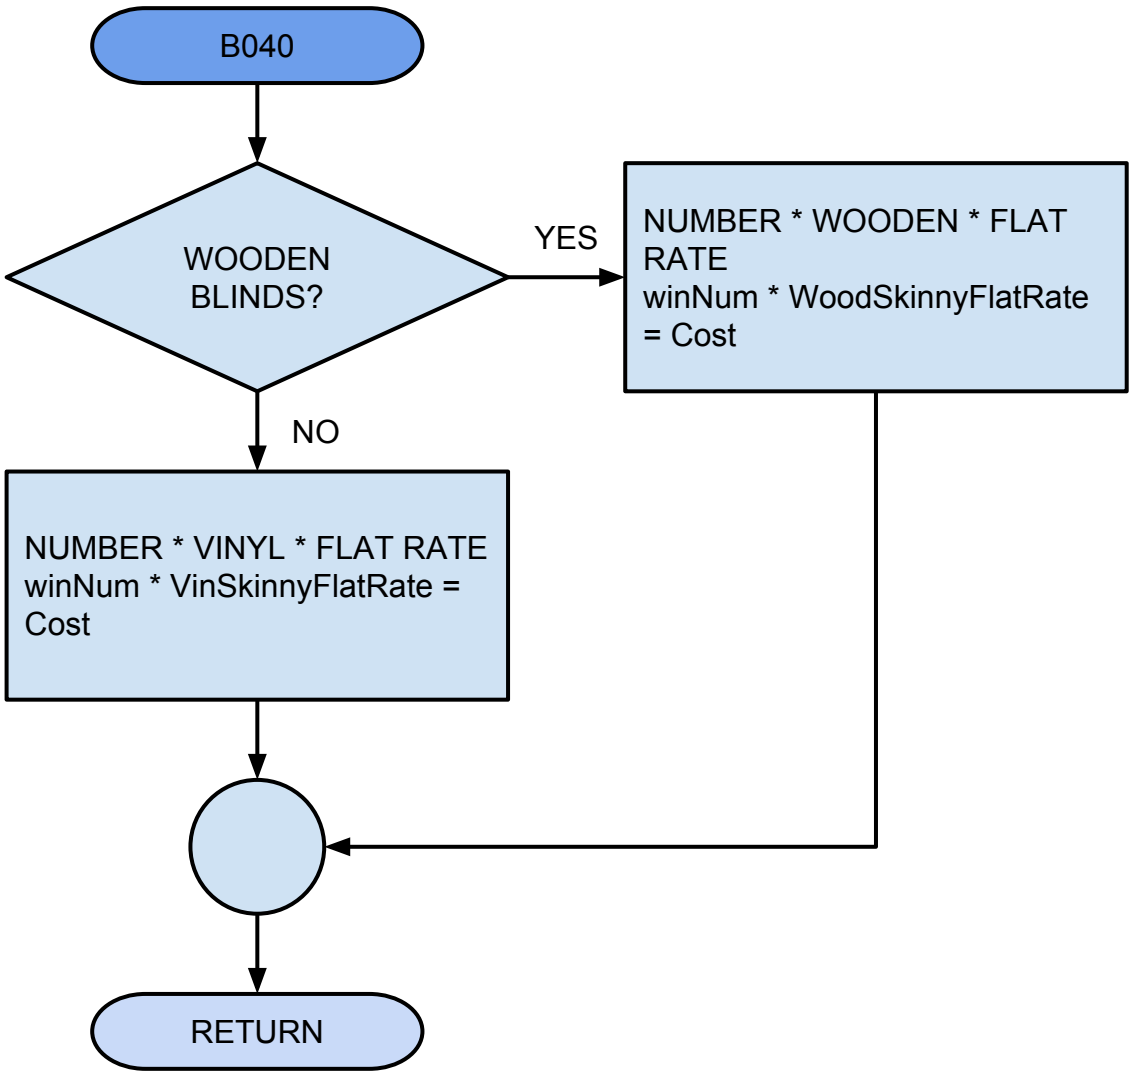 B040
WOODEN
BLINDS?
YES
NUMBER * WOODEN * FLAT
RATE
winNum * WoodSkinnyFlatRate
= Cost
NO
NUMBER * VINYL * FLAT RATE
winNum * VinSkinnyFlatRate =
Cost
RETURN